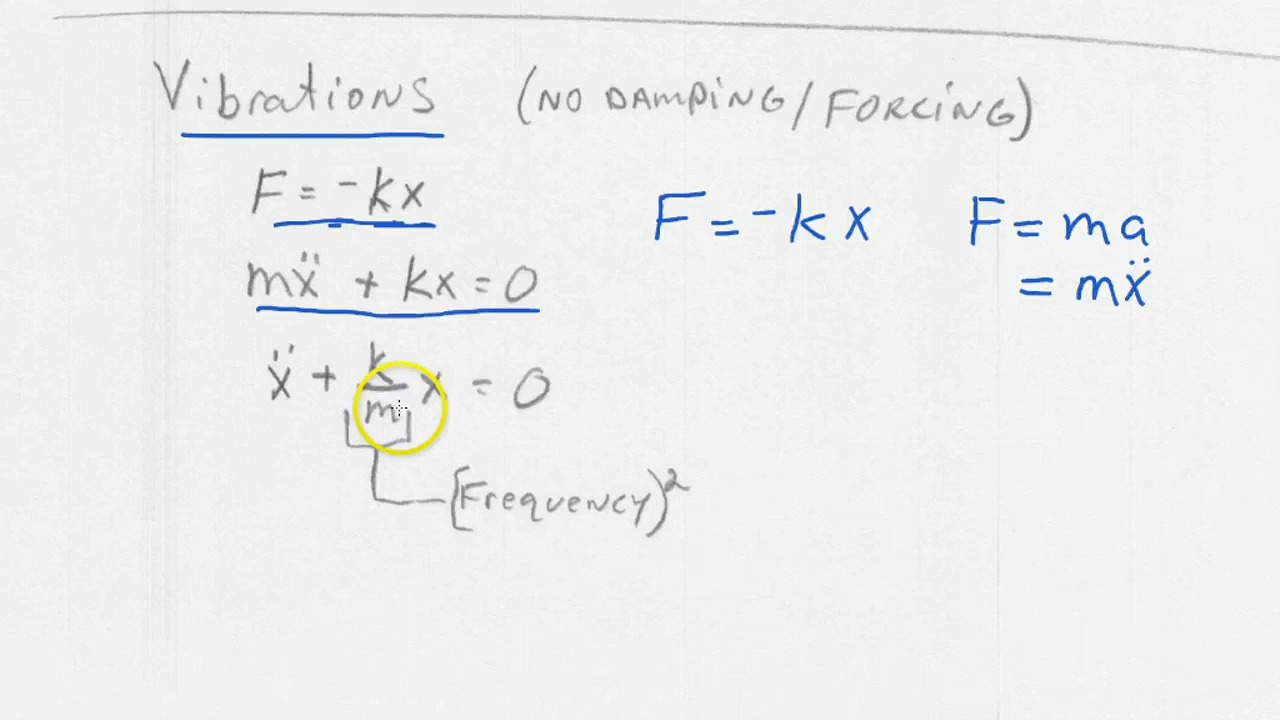 Vibrations (NO DAMPING/FORCING)
F = -kx
F = -kx F = ma
= mẍ
mẍ + kx = 0
ẍ + k/m x = 0
(Frequency)²